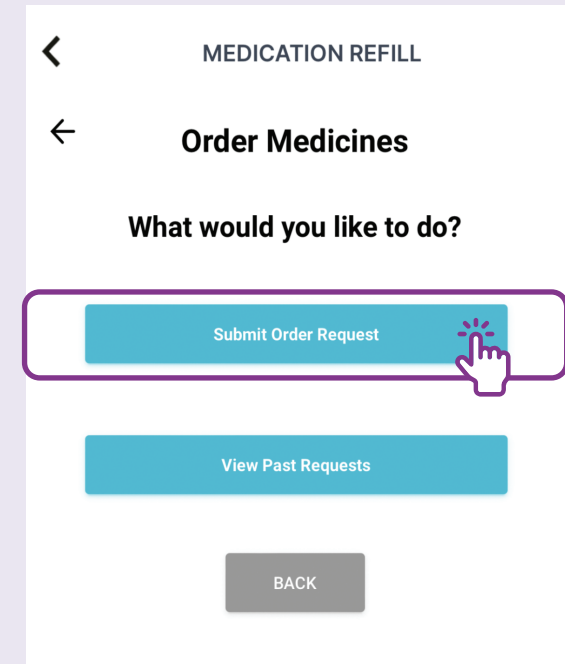 MEDICATION REFILL
Order Medicines
What would you like to do?
Submit Order Request
View Past Requests
BACK